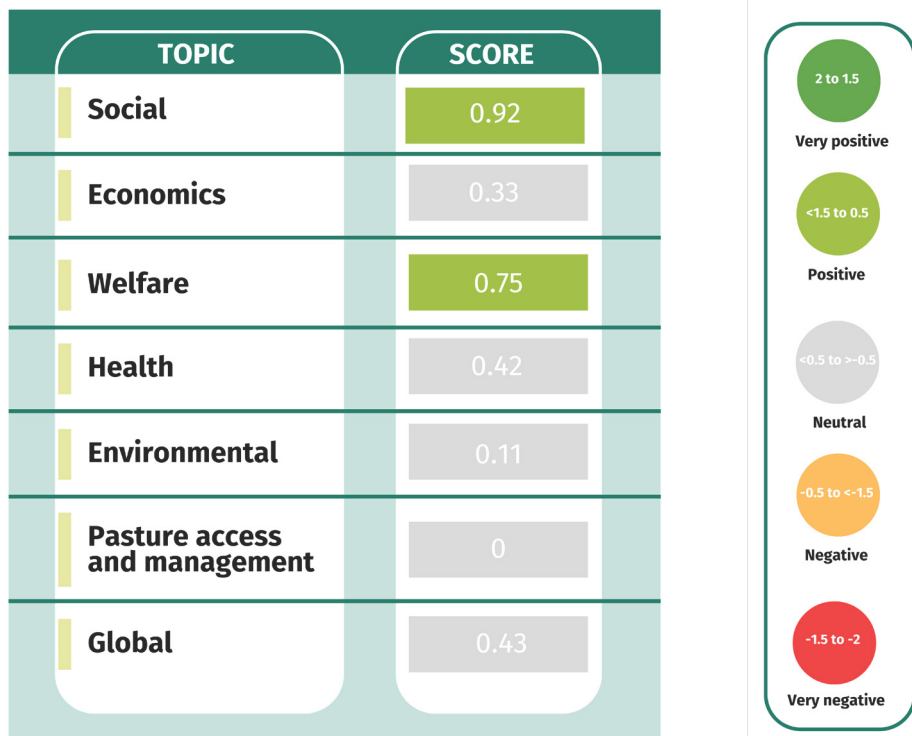 TOPIC SCORE
Social 0.92
Economics 0.33
Welfare 0.75
Health 0.42
Environmental 0.11
Pasture access
and management 0
Global 0.43
2 to 1.5
Very positive
<1.5 to 0.5
Positive
<0.5 to >-0.5
Neutral
-0.5 to <-1.5
Negative
-1.5 to -2
Very negative